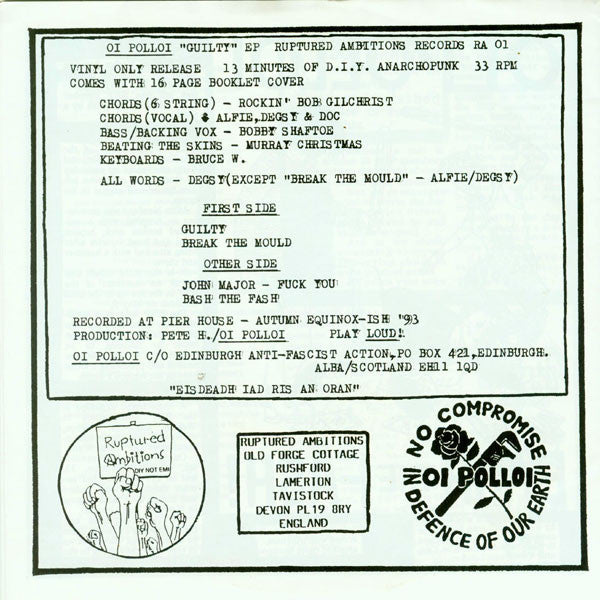 OI POLLOI "GUILTY" EP RUPTURED AMBITIONS RECORDS RA 01
VINYL ONLY RELEASE 13 MINUTES OF D.I.Y. ANARCHOPUNK 33 RPM
COMES WITH 16 PAGE BOOKLET COVER
CHORDS(6 STRING) - ROCKIN' BOB GILCHRIST
CHORDS(VOCAL) - ALFIE, DEGSY & DOC
BASS/BACKING VOX - BOBBY SHAFTOE
BEATING THE SKINS - MURRAY CHRISTMAS
KEYBOARDS - BRUCE W.
ALL WORDS - DEGSY(EXCEPT "BREAK THE MOULD" - ALFIE/DEGSY)
FIRST SIDE
GUILTY
BREAK THE MOULD
OTHER SIDE
JOHN MAJOR - FUCK YOU
BASH THE FASH
RECORDED AT PIER HOUSE - AUTUMN EQUINOX-ISH '93
PRODUCTION: PETE H./OI POLLOI PLAY LOUD!
OI POLLOI C/O EDINBURGH ANTI-FASCIST ACTION, PO BOX 421, EDINBURGH.
ALBA/SCOTLAND EH11 1QD
"EISDEADH IAD RIS AN ORAN"
Ruptured
Ambitions
DIY NOT EMI
RUPTURED AMBITIONS
OLD FORGE COTTAGE
RUSHFORD
LAMERTON
TAVISTOCK
DEVON PL19 8RY
ENGLAND
NO COMPROMISE
OI POLLOI
IN DEFENCE OF OUR EARTH